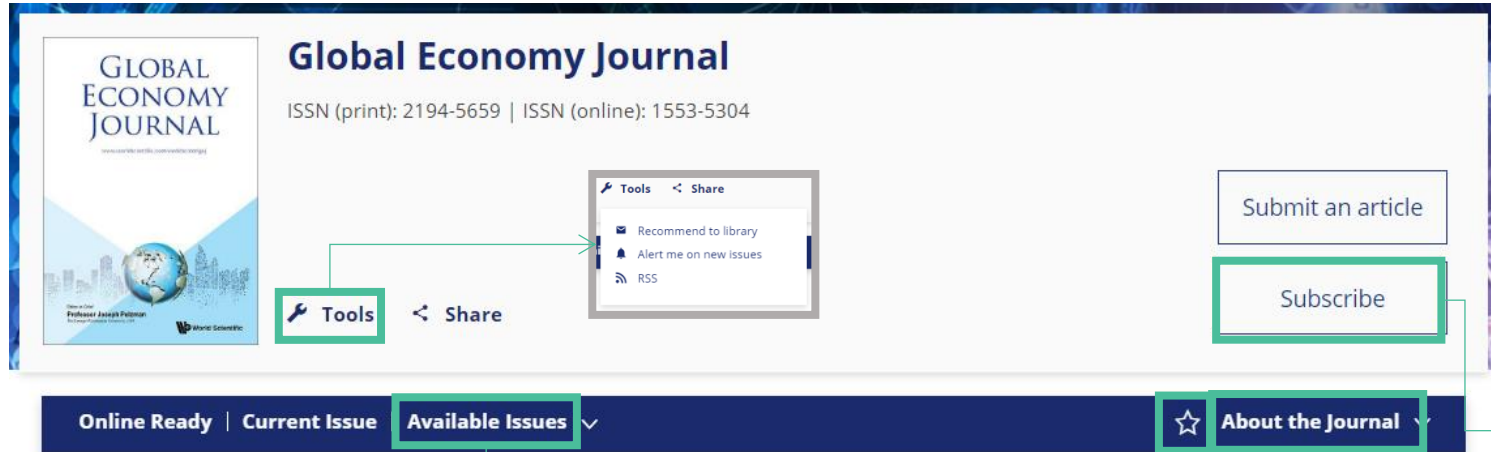 GLOBAL
ECONOMY
JOURNAL
Global Economy Journal
ISSN (print): 2194-5659 | ISSN (online): 1553-5304
Tools Share
Recommend to library
Alert me on new issues
RSS
Submit an article
Subscribe
Professor Joseph Pelzman
World Scientific
Tools Share
Online Ready | Current Issue Available Issues About the Journal